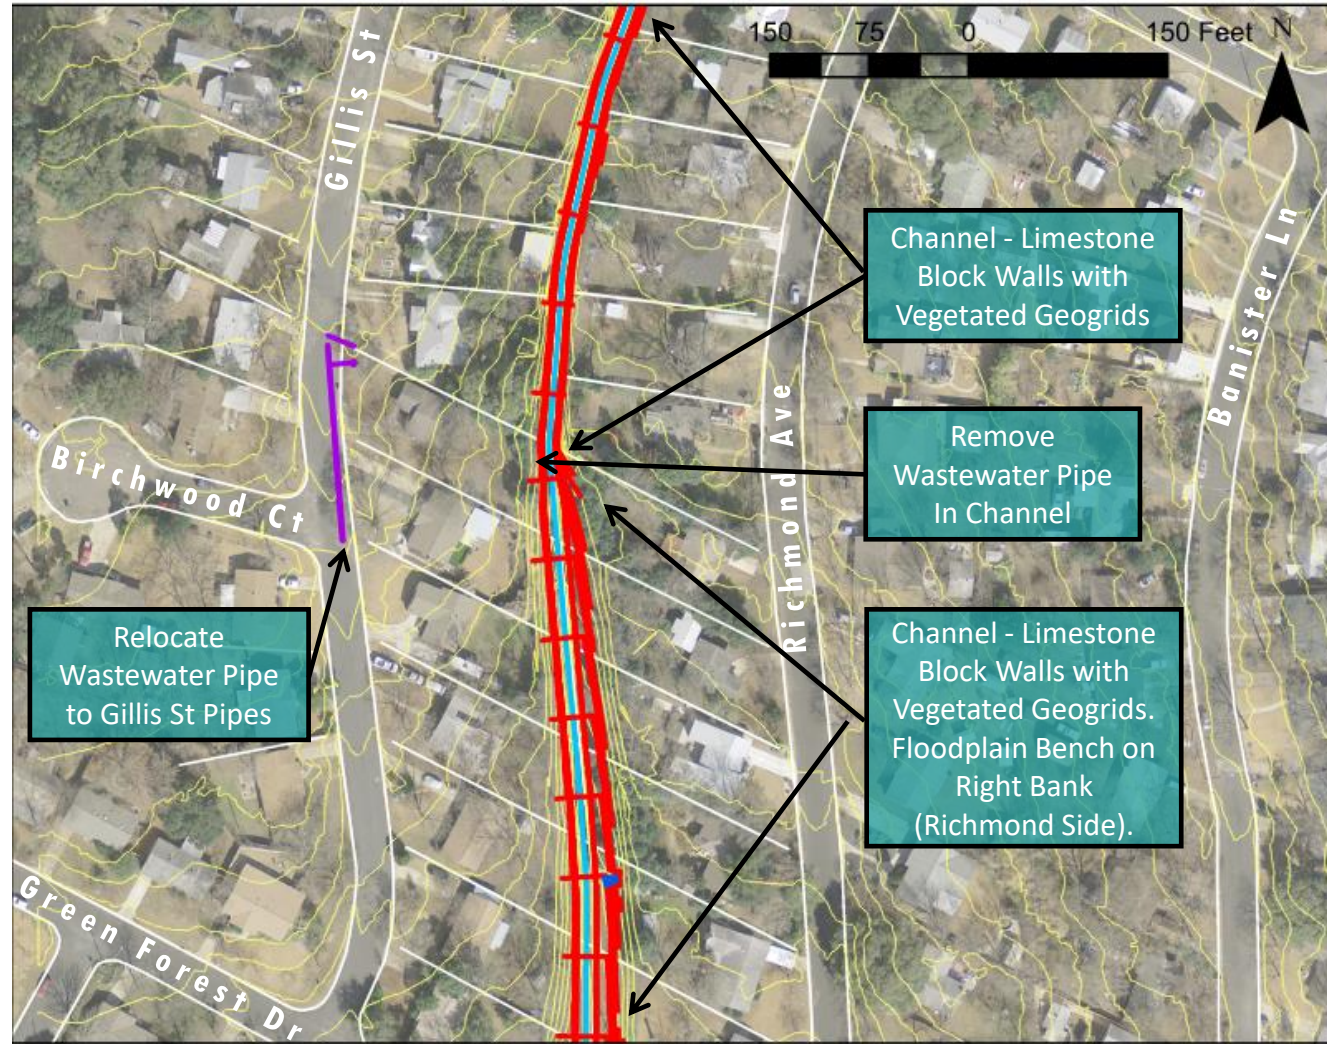 150 75 0 150 Feet N
Gillis St
Channel - Limestone
Block Walls with
Vegetated Geogrids
Banister Ln
Richmond Ave
Remove
Wastewater Pipe
In Channel
Birchwood Ct
Relocate
Wastewater Pipe
to Gillis St Pipes
Channel - Limestone
Block Walls with
Vegetated Geogrids.
Floodplain Bench on
Right Bank
(Richmond Side).
Green Forest Dr